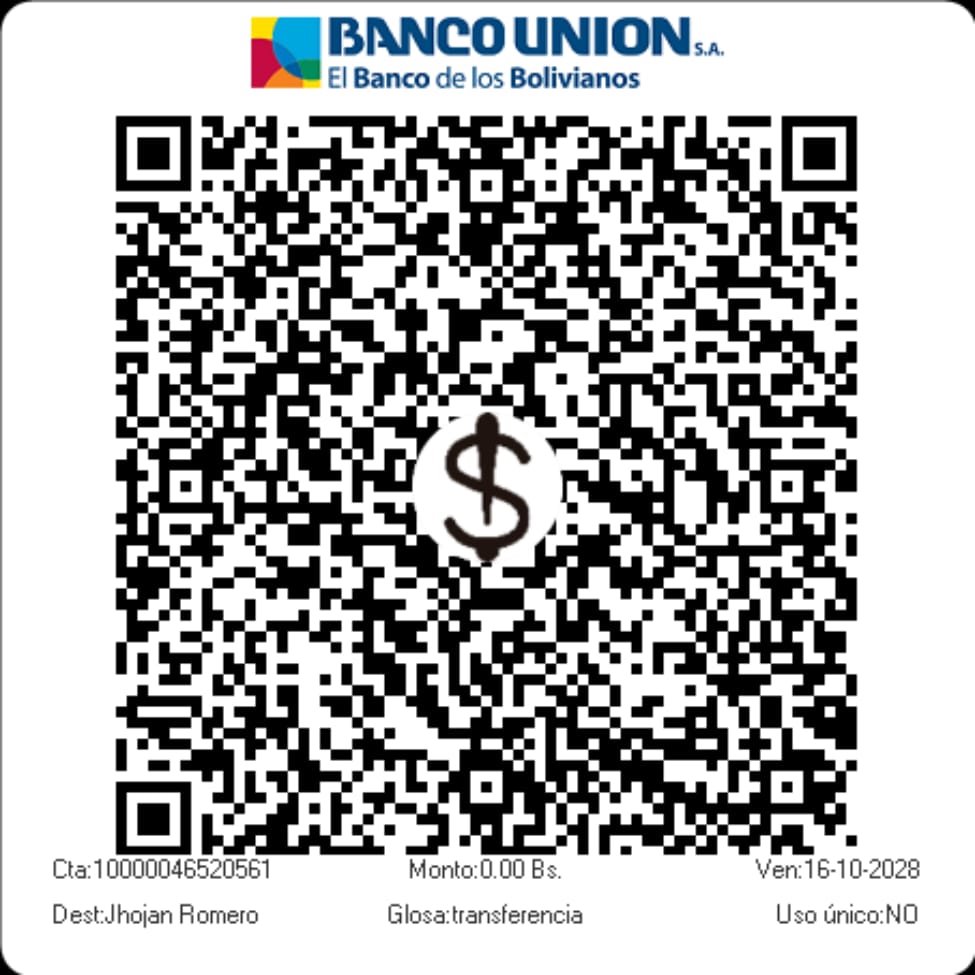 BANCO UNION S.A.
El Banco de los Bolivianos
$
Cta:10000046520561 Monto:0.00 Bs. Ven:16-10-2028
Dest:Jhojan Romero Glosa:transferencia Uso único:NO